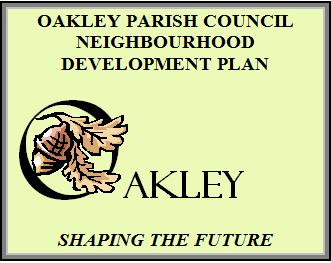 OAKLEY PARISH COUNCIL
NEIGHBOURHOOD
DEVELOPMENT PLAN
OAKLEY
SHAPING THE FUTURE